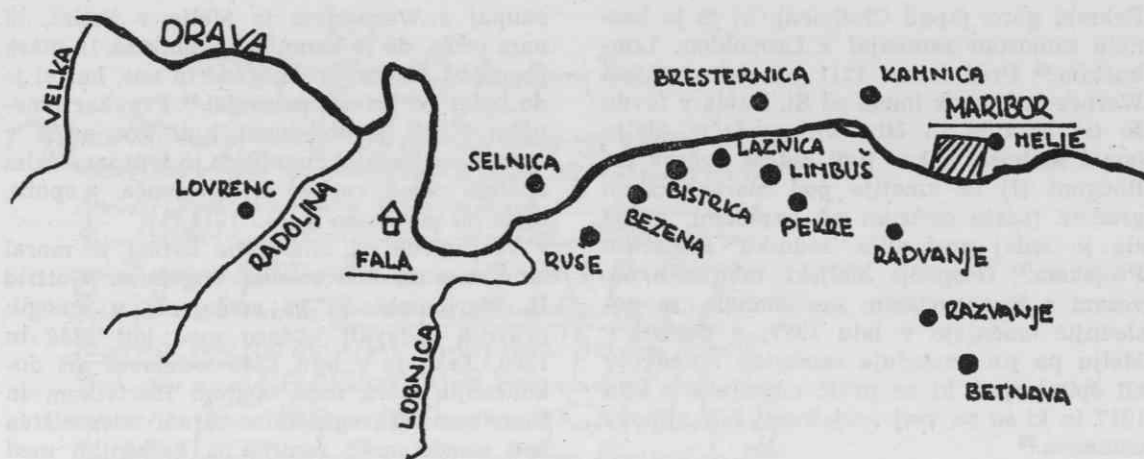 DRAVA
VELKA
BRESTERNICA
KAMNICA
MARIBOR
MELJE
SELNICA
LAZNICA
LIMBUŠ
BISTRICA
LOVRENC
BEZENA
PEKRE
RADOLJNA
FALA
RUŠE
RADVANJE
RAZVANJE
LOBNICA
BETNAVA